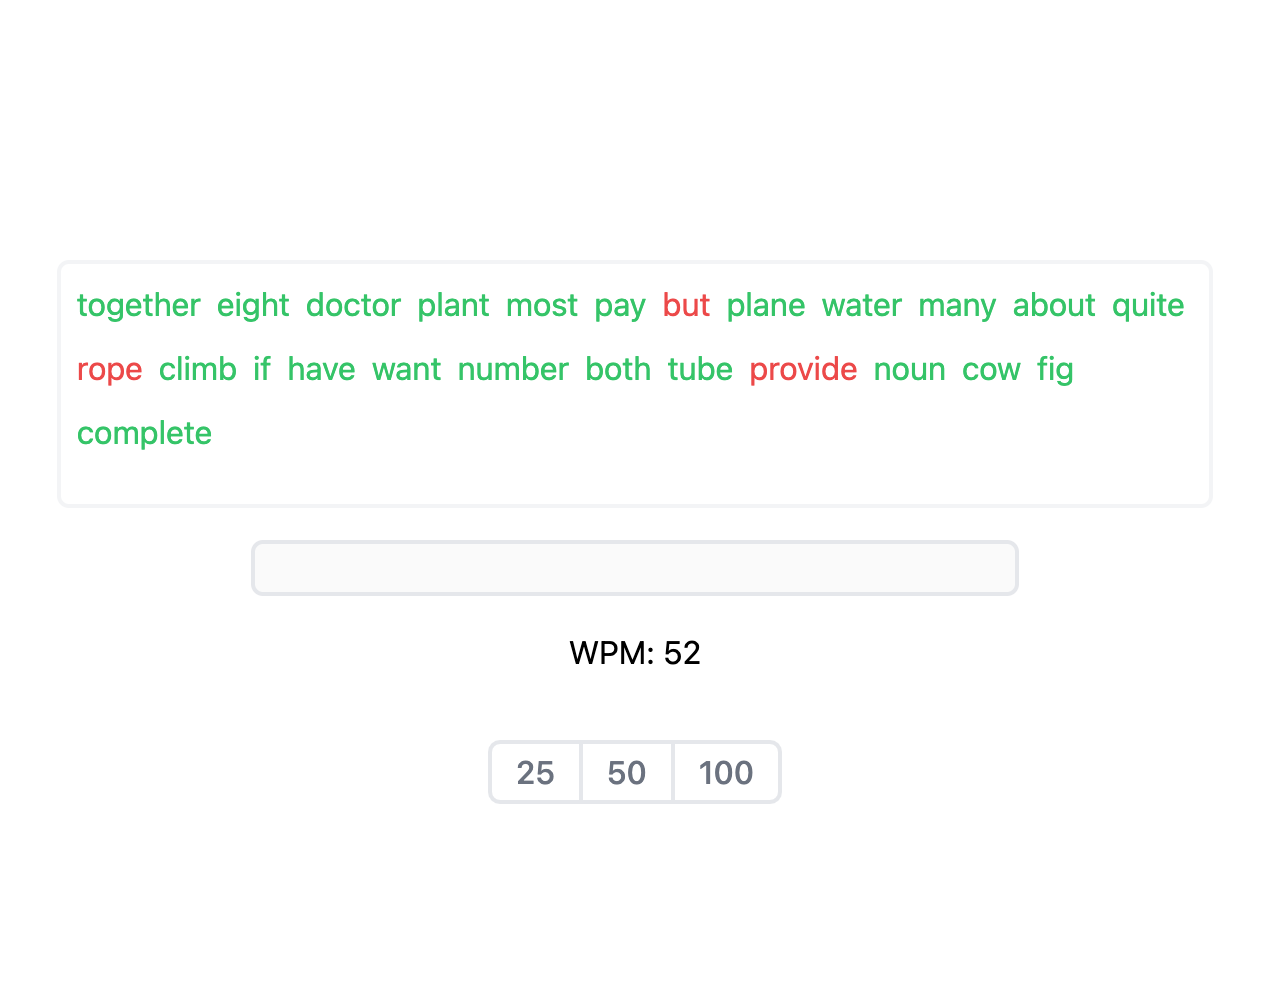 together eight doctor plant most pay but plane water many about quite
rope climb if have want number both tube provide noun cow fig
complete
WPM: 52
25 50 100